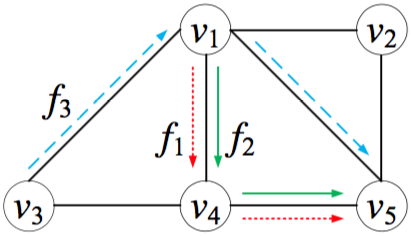 v₁ v₂
f₃
f₁ f₂
v₃ v₄ v₅